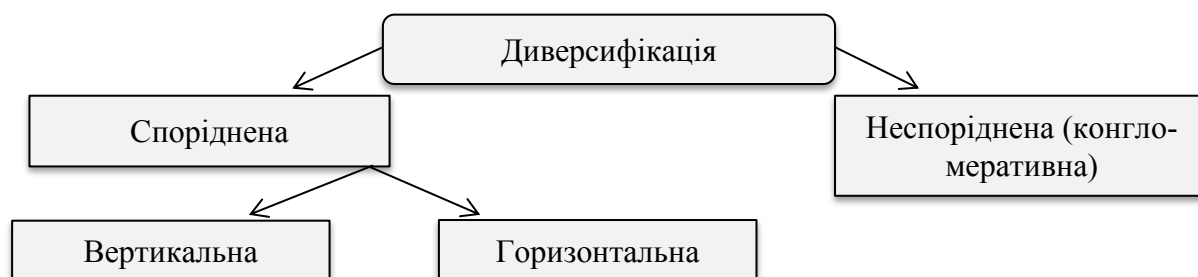 Диверсифікація
Споріднена
Неспоріднена (конгло-
меративна)
Вертикальна
Горизонтальна